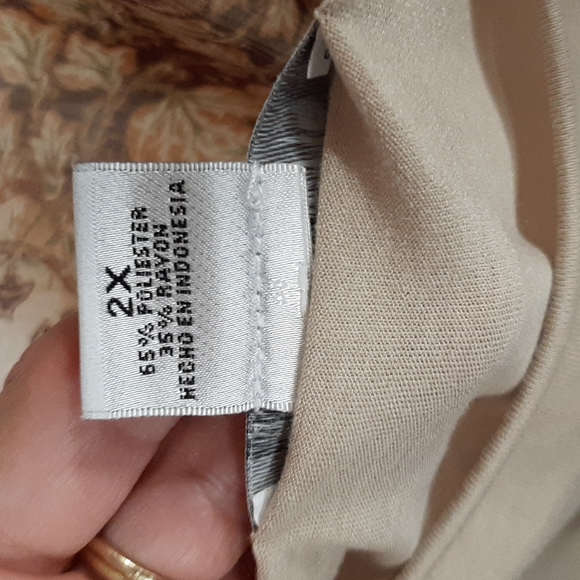 2X
65% POLIESTER
35% RAYON
HECHO EN INDONESIA